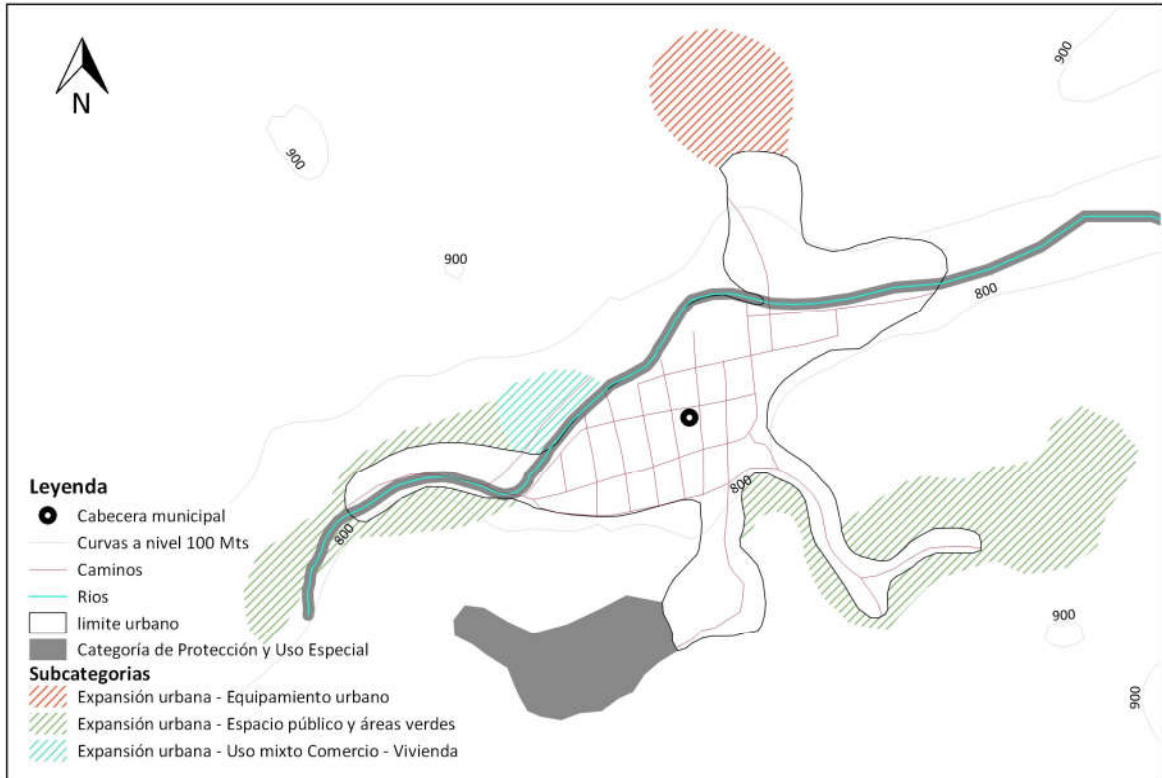 900
900
N
900
800
Leyenda
Cabecera municipal
800
Curvas a nivel 100 Mts
800
Caminos
Rios
900
limite urbano
Categoría de Protección y Uso Especial
Subcategorias
Expansión urbana - Equipamiento urbano
900
Expansión urbana - Espacio público y áreas verdes
Expansión urbana - Uso mixto Comercio - Vivienda